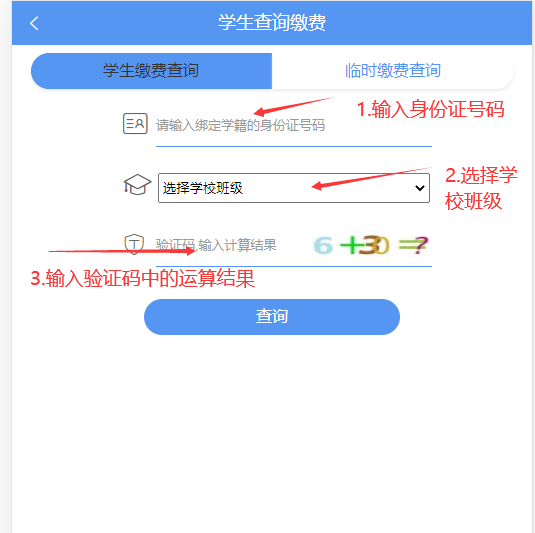 学生查询缴费
学生缴费查询
临时缴费查询
1.输入身份证号码
请输入绑定学籍的身份证号码
2.选择学
校班级
选择学校班级
验证码,输入计算结果
6+30=?
3.输入验证码中的运算结果
查询